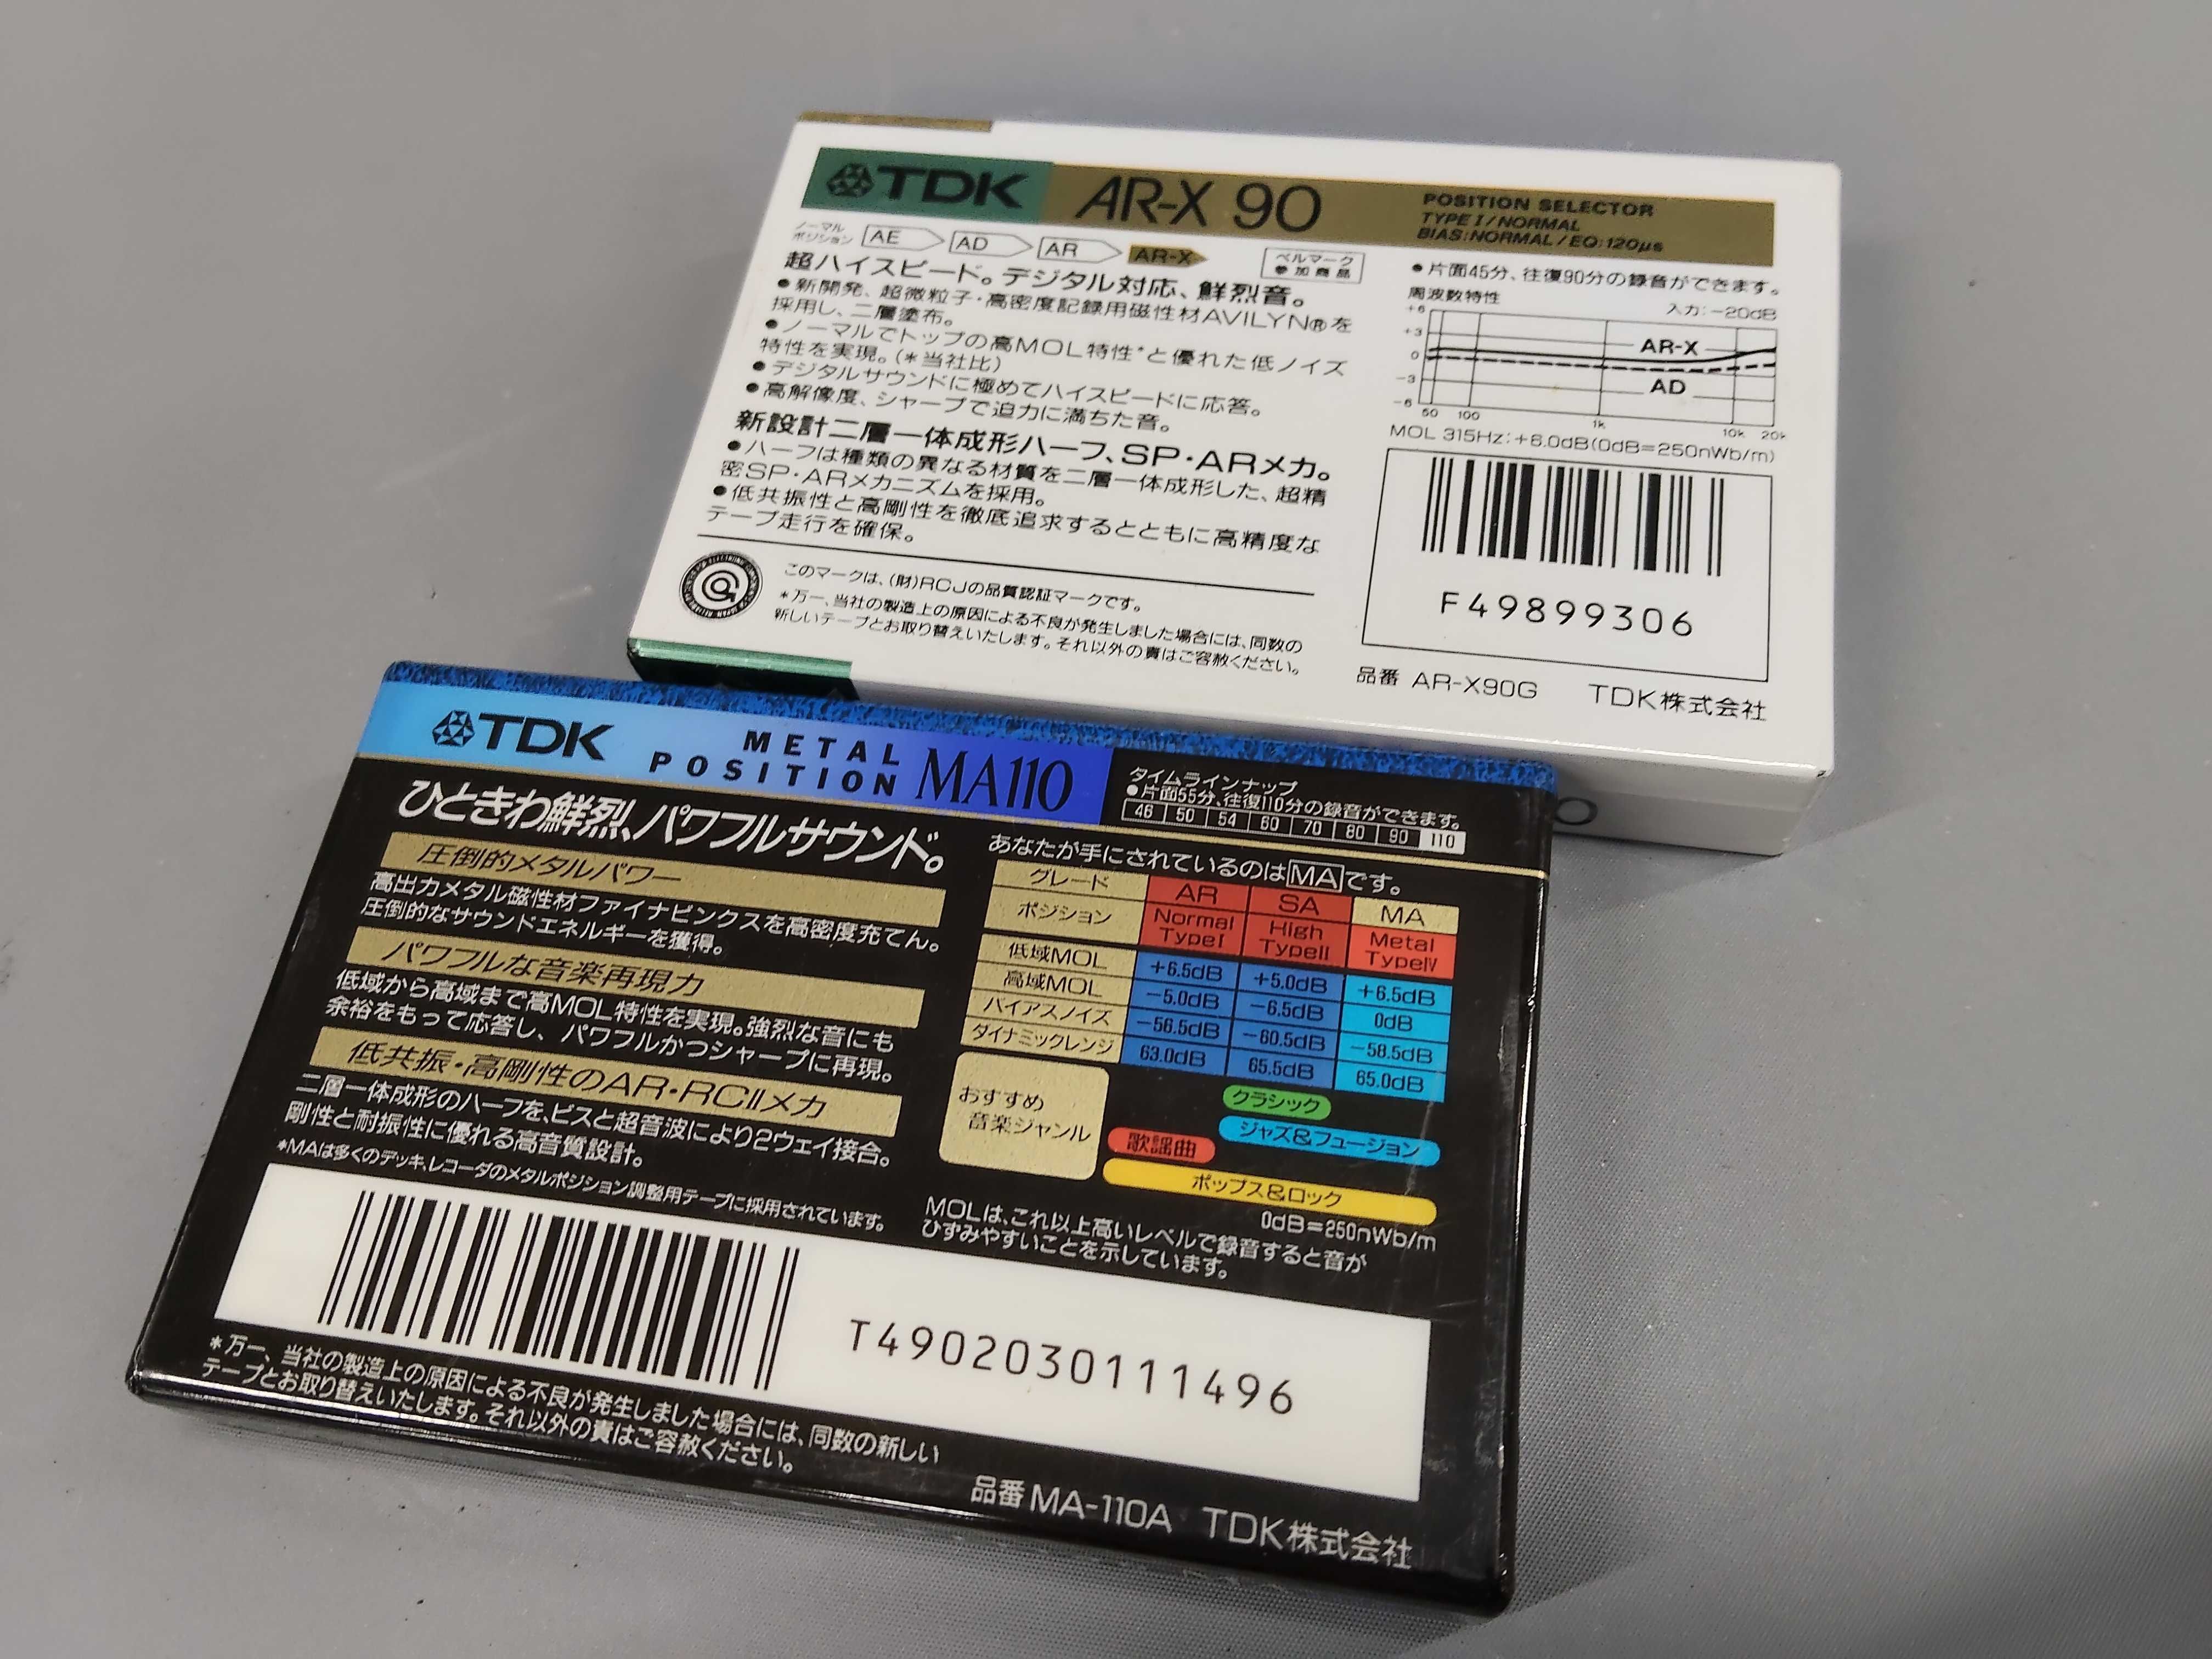 TDK AR-X 90
POSITION SELECTOR
TYPE I/NORMAL
BIAS:NORMAL/EQ:120μs
ノーマル
ポジション
AE AD AR AR-X
ベルマーク
参加商品
超ハイスピード。デジタル対応、鮮烈音。
●新開発、超微粒子・高密度記録用磁性材AVILYN®を
採用し、二層塗布。
●ノーマルでトップの高MOL特性*と優れた低ノイズ
特性を実現。(*当社比)
●デジタルサウンドに極めてハイスピードに応答。
●高解像度、シャープで迫力に満ちた音。
新設計二層一体成形ハーフ、SP・ARメカ。
●ハーフは種類の異なる材質を二層一体成形した、超精
密SP・ARメカニズムを採用。
●低共振性と高剛性を徹底追求するとともに高精度な
テープ走行を確保。
このマークは、(財)RCJの品質認証マークです。
*万一、当社の製造上の原因による不良が発生しました場合には、同数の
新しいテープとお取り替えいたします。それ以外の責はご容赦ください。
●片面45分、往復90分の録音ができます。
周波数特性
入力:-20dB
+6
+3
0
-3
-6
AR-X
AD
50 100 1k 10k 20k
MOL 315Hz:+6.0dB(0dB=250nWb/m)
F49899306
品番 AR-X90G TDK株式会社
TDK METAL POSITION MA110
タイムラインナップ
●片面55分、往復110分の録音ができます。
46 50 54 60 70 80 90 110
ひときわ鮮烈、パワフルサウンド。
圧倒的メタルパワー
高出力メタル磁性材ファイナビンクスを高密度充てん。
圧倒的なサウンドエネルギーを獲得。
パワフルな音楽再現力
低域から高域まで高MOL特性を実現。強烈な音にも
余裕をもって応答し、パワフルかつシャープに再現。
低共振・高剛性のAR・RCIIメカ
二層一体成形のハーフを、ビスと超音波により2ウェイ接合。
剛性と耐振性に優れる高音質設計。
*MAは多くのデッキ、レコーダのメタルポジション調整用テープに採用されています。
あなたが手にされているのはMAです。
グレード AR SA MA
ポジション Normal TypeI High TypeII Metal TypeIV
低域MOL +6.5dB +5.0dB +6.5dB
高域MOL -5.0dB -6.5dB 0dB
バイアスノイズ -56.5dB -60.5dB -58.5dB
ダイナミックレンジ 63.0dB 65.5dB 65.0dB
おすすめ
音楽ジャンル
クラシック
ジャズ&フュージョン
歌謡曲
ポップス&ロック
0dB=250nWb/m
MOLは、これ以上高いレベルで録音すると音が
ひずみやすいことを示しています。
T4902030111496
*万一、当社の製造上の原因による不良が発生しました場合には、同数の新しい
テープとお取り替えいたします。それ以外の責はご容赦ください。
品番 MA-110A TDK株式会社